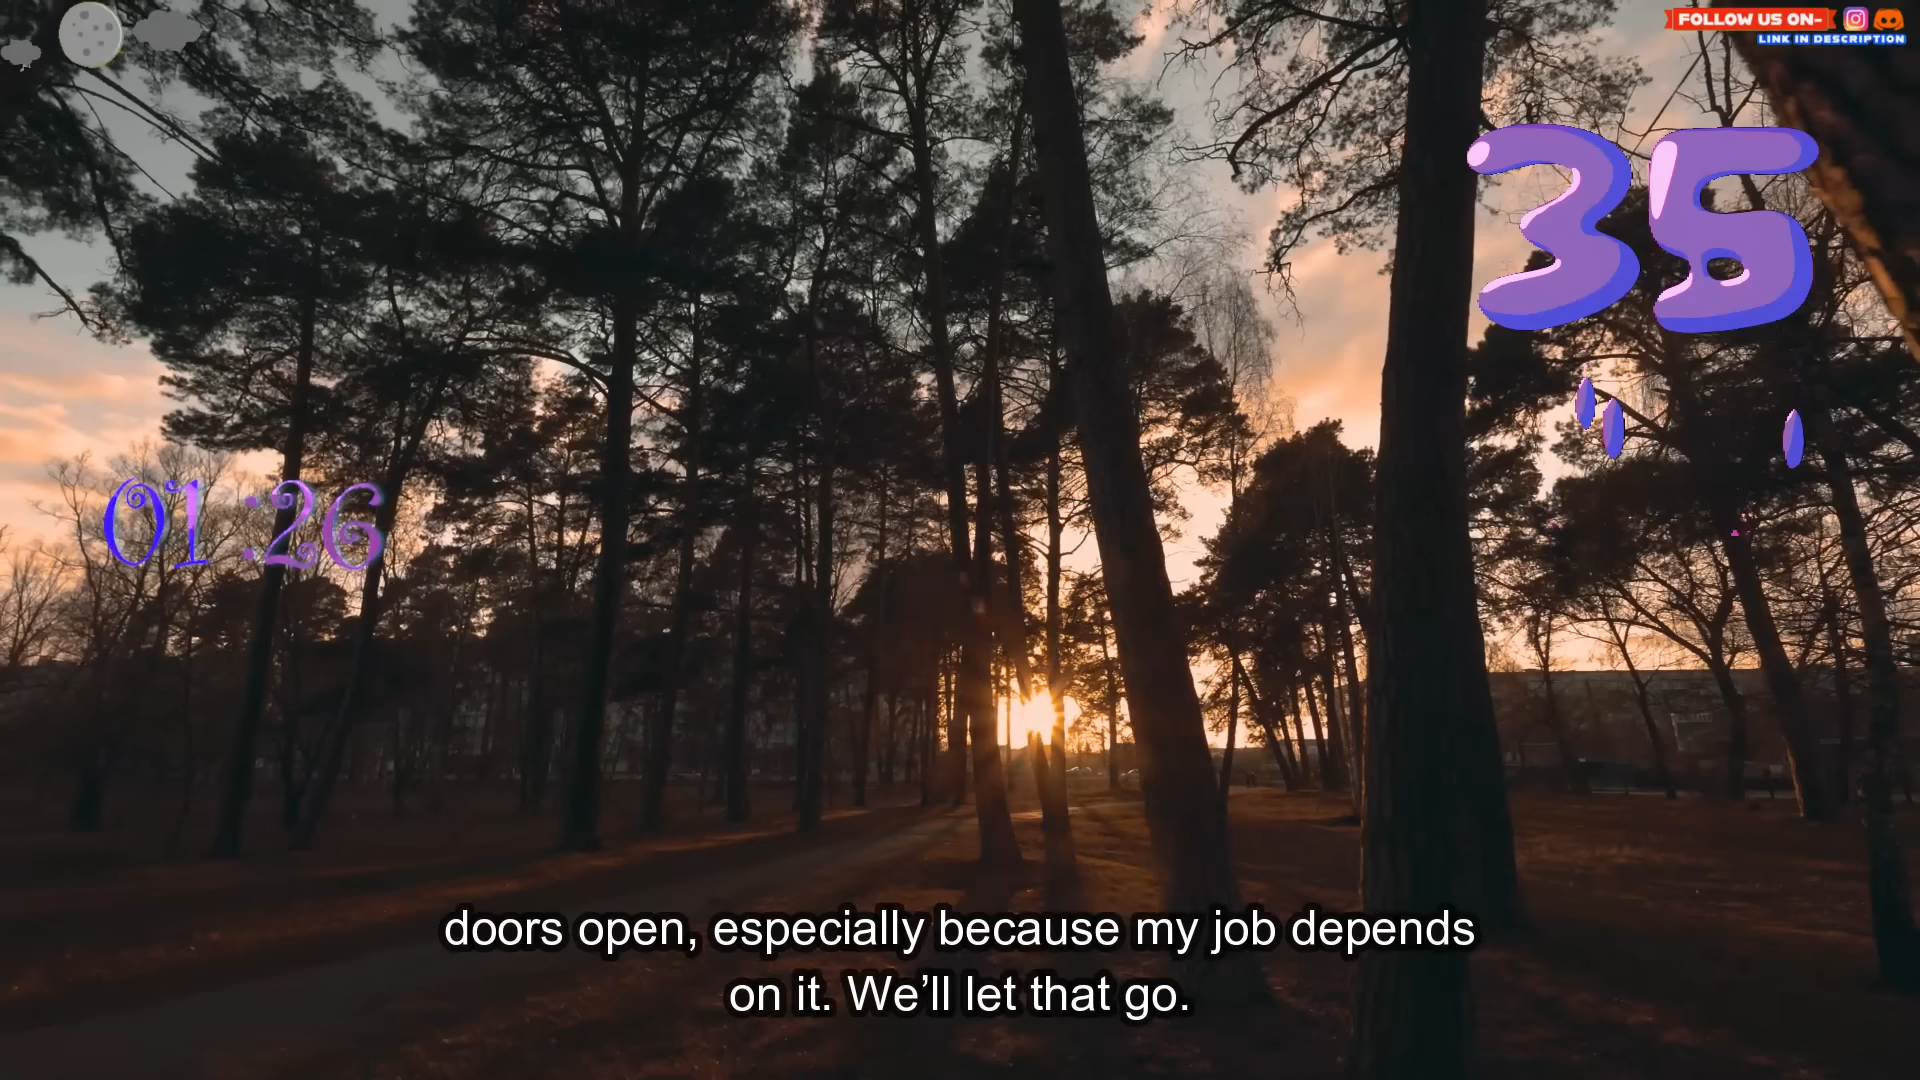 FOLLOW US ON-
LINK IN DESCRIPTION
35
01:26
doors open, especially because my job depends
on it. We’ll let that go.